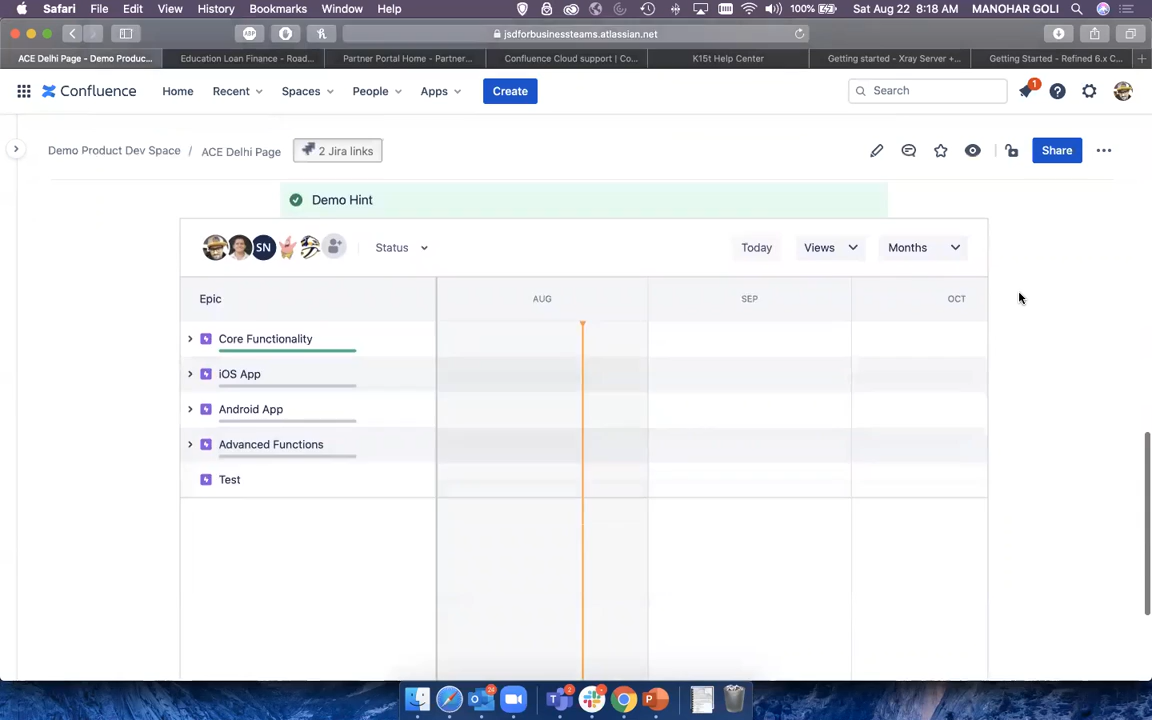 Safari File Edit View History Bookmarks Window Help 100% Sat Aug 22 8:18 AM MANOHAR GOLI
ABP jsdforbusinessteams.atlassian.net
ACE Delhi Page - Demo Produc... Education Loan Finance - Road... Partner Portal Home - Partner... Confluence Cloud support | Co... K15t Help Center Getting started - Xray Server +... Getting Started - Refined 6.x C...
Confluence Home Recent Spaces People Apps Create Search 1
Demo Product Dev Space / ACE Delhi Page 2 Jira links Share
Demo Hint
SN Status Today Views Months
Epic AUG SEP OCT
Core Functionality
iOS App
Android App
Advanced Functions
Test